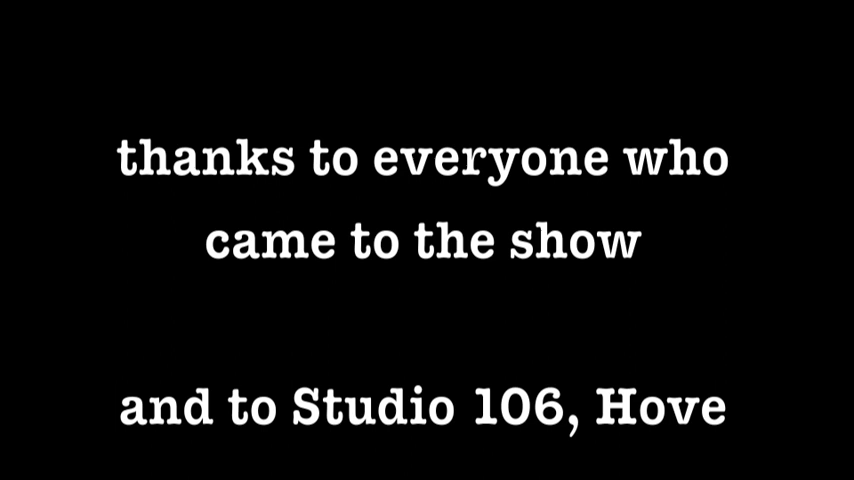 thanks to everyone who
came to the show
and to Studio 106, Hove